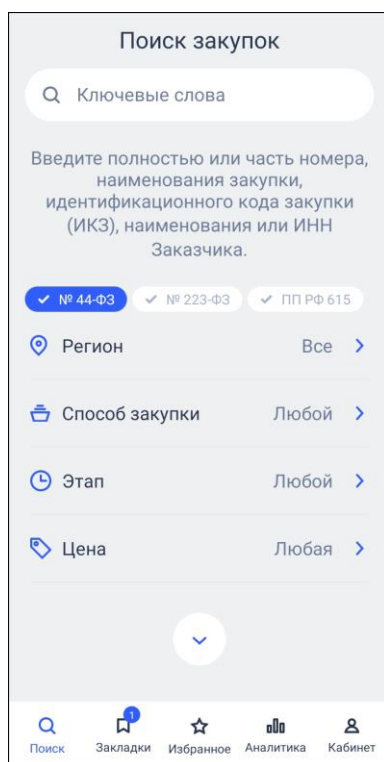 Поиск закупок
Ключевые слова
Введите полностью или часть номера,
наименования закупки,
идентификационного кода закупки
(ИКЗ), наименования или ИНН
Заказчика.
№ 44-ФЗ № 223-ФЗ ПП РФ 615
Регион Все
Способ закупки Любой
Этап Любой
Цена Любая
1
Поиск Закладки Избранное Аналитика Кабинет